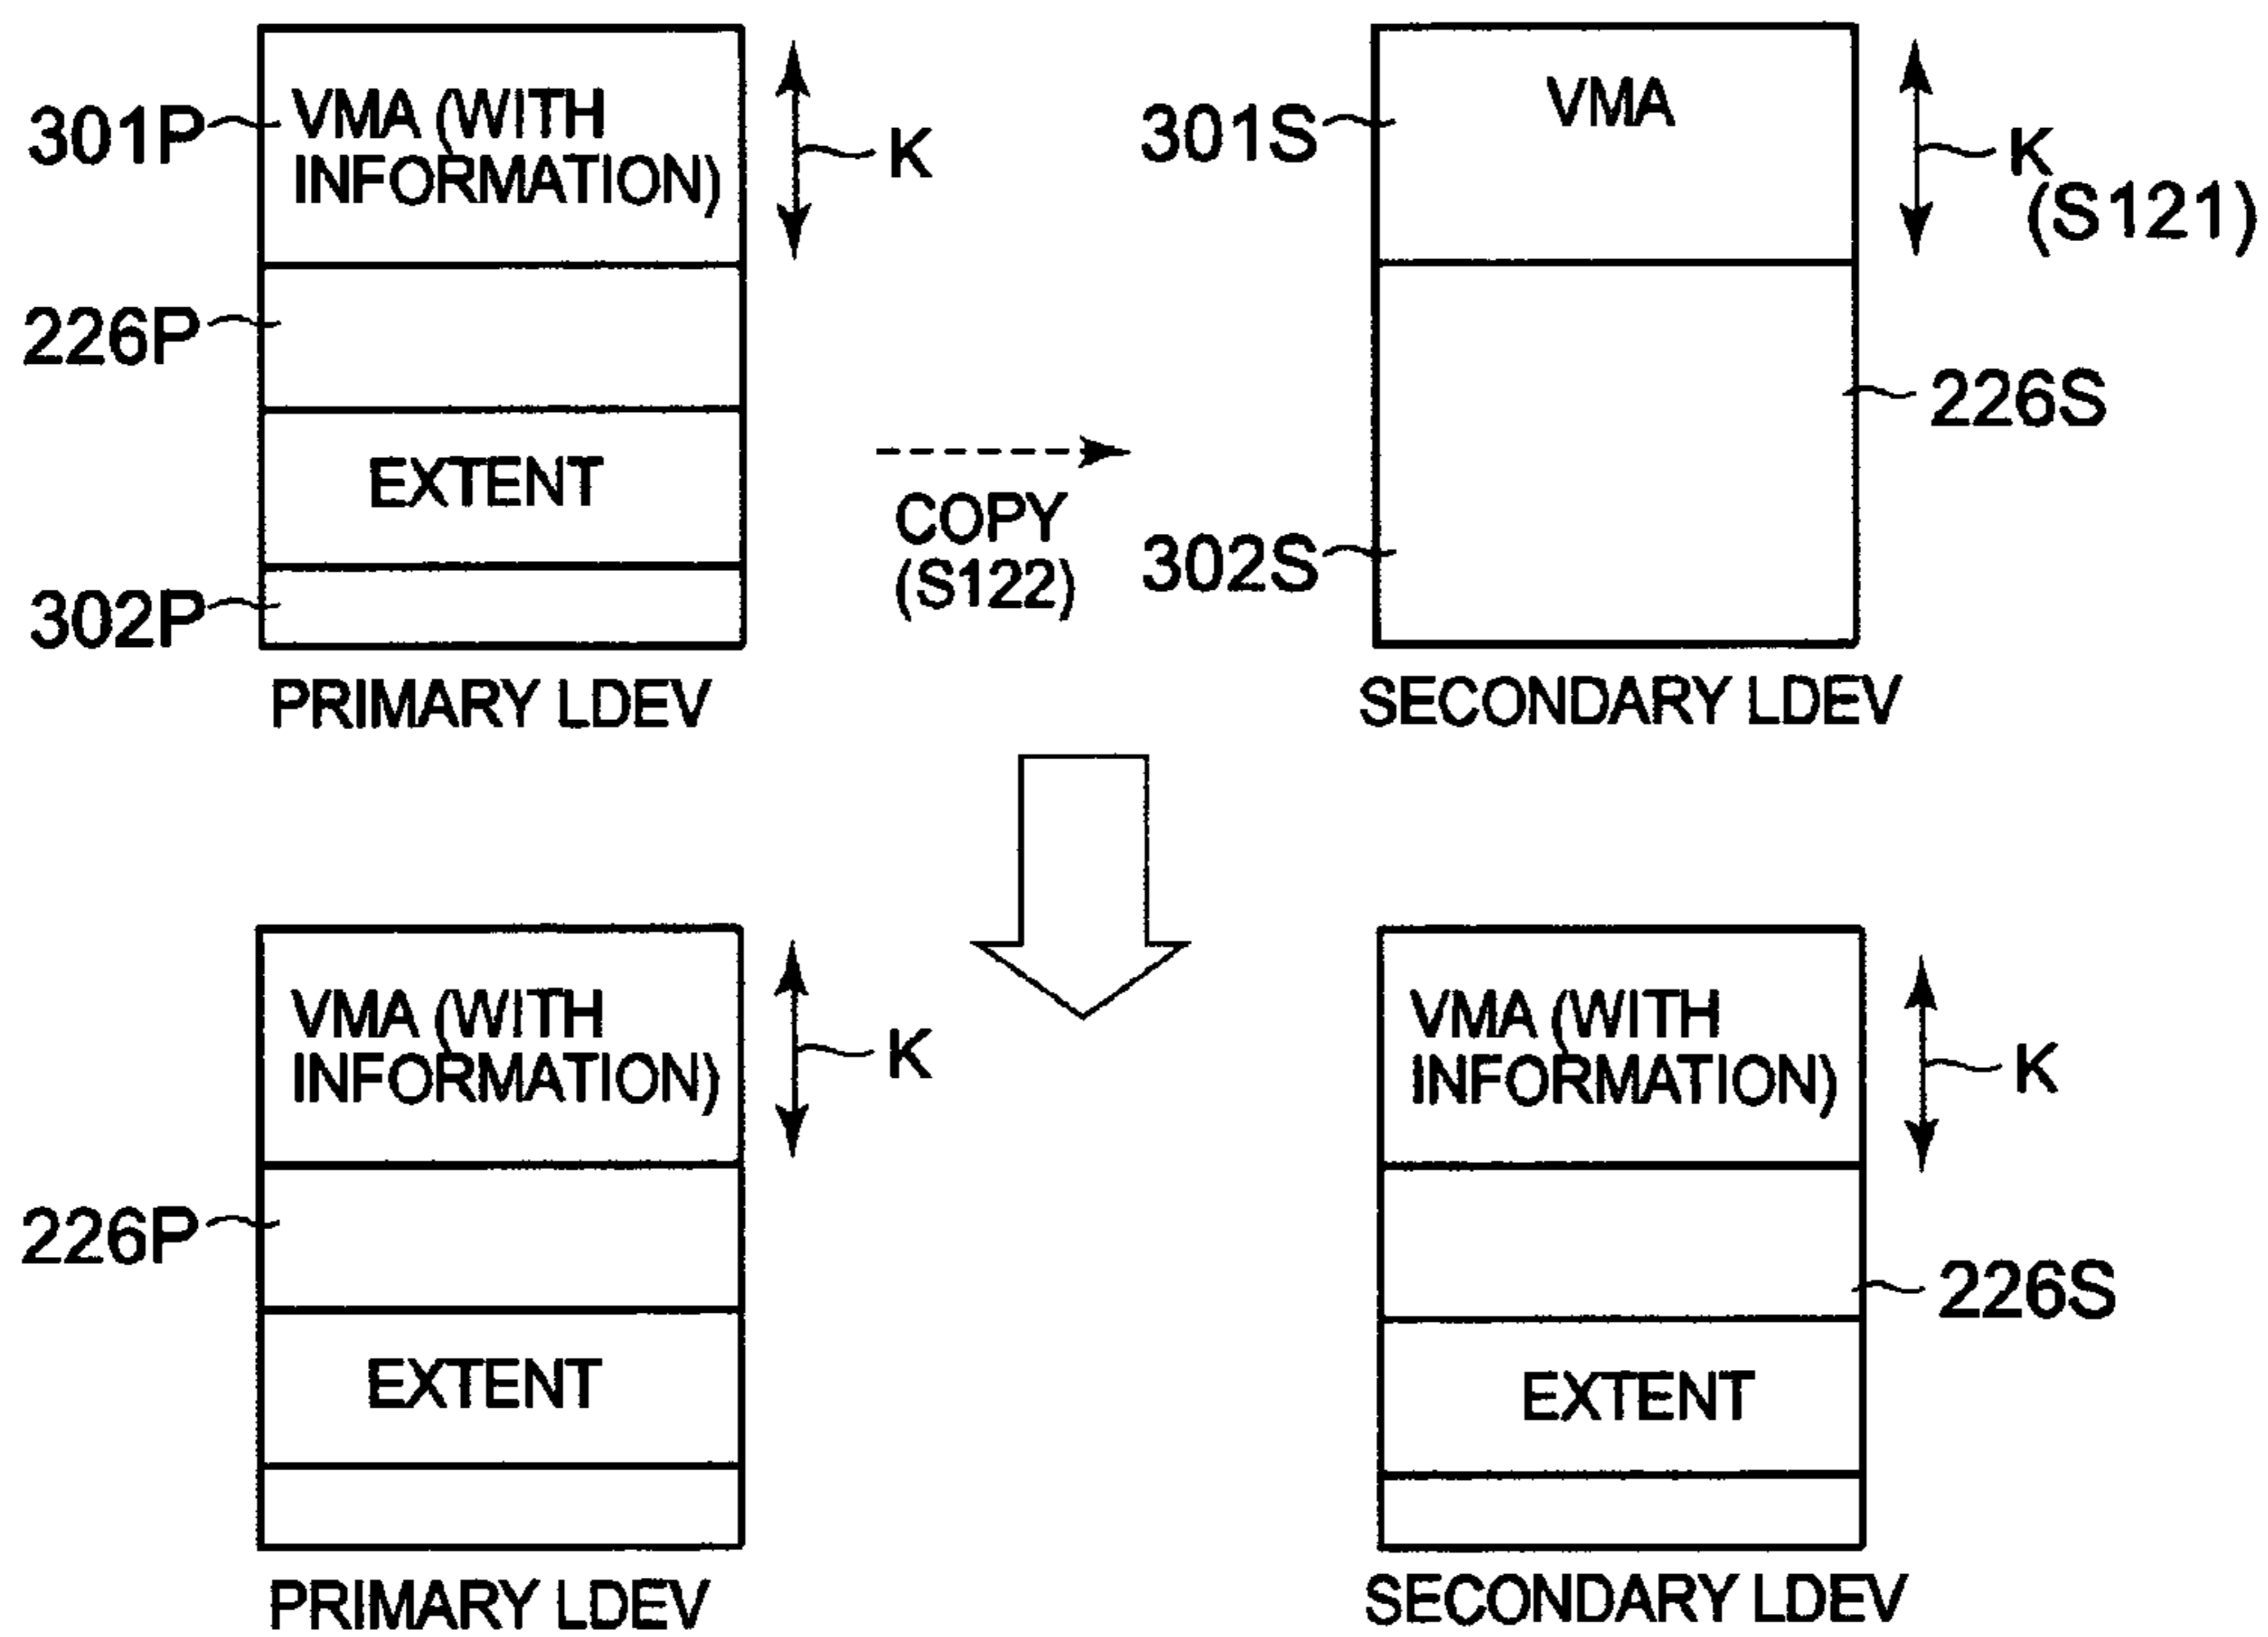 301P
VMA (WITH
INFORMATION)
K
226P
EXTENT
302P
PRIMARY LDEV
COPY
(S122)
301S
VMA
K
(S121)
226S
302S
SECONDARY LDEV
VMA (WITH
INFORMATION)
K
226P
EXTENT
PRIMARY LDEV
VMA (WITH
INFORMATION)
K
226S
EXTENT
SECONDARY LDEV